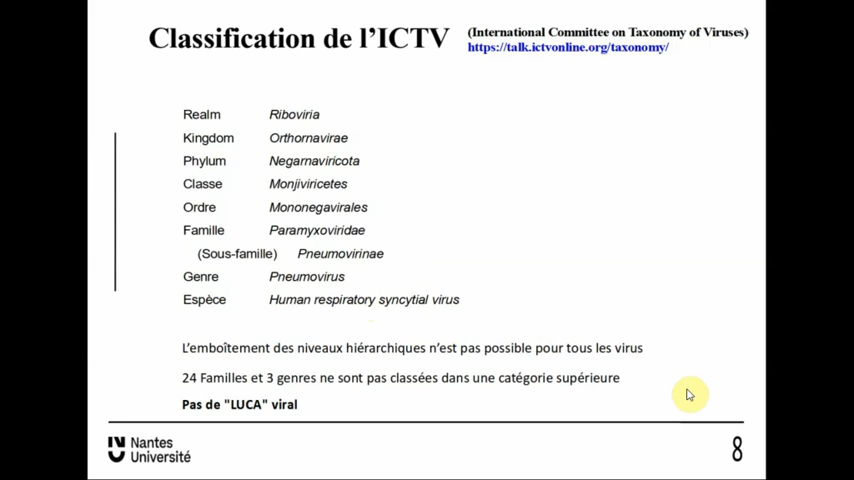 Classification de l'ICTV
(International Committee on Taxonomy of Viruses)
https://talk.ictvonline.org/taxonomy/
Realm Riboviria
Kingdom Orthornavirae
Phylum Negarnaviricota
Classe Monjiviricetes
Ordre Mononegavirales
Famille Paramyxoviridae
(Sous-famille) Pneumovirinae
Genre Pneumovirus
Espèce Human respiratory syncytial virus
L'emboîtement des niveaux hiérarchiques n'est pas possible pour tous les virus
24 Familles et 3 genres ne sont pas classées dans une catégorie supérieure
Pas de "LUCA" viral
Nantes
Université
8